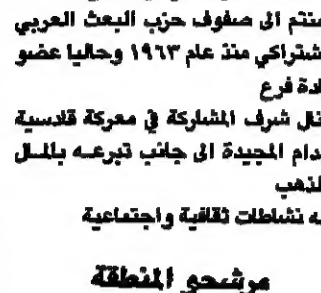 منتم الى صفوف حزب البعث العربي
شتراكي منذ عام ١٩٦٣ وحاليا عضو
ادة فرع
نال شرف المشاركة في معركة قادسية
دام المجيدة الى جانب تبرعه بالمال
لذهب
ه نشاطات ثقافية واجتماعية
مرشحو المنطقة